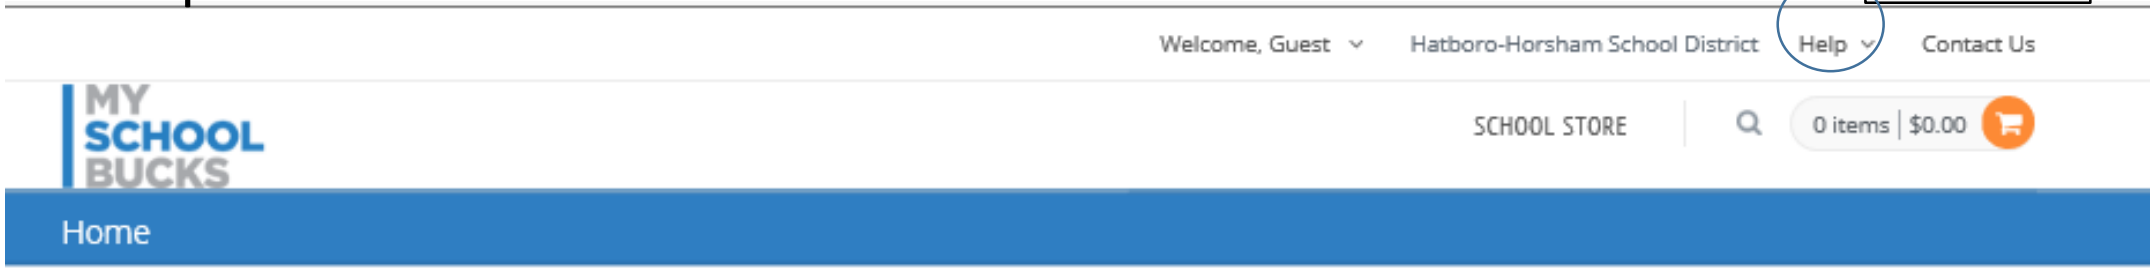 Welcome, Guest Hatboro-Horsham School District Help Contact Us
MY
SCHOOL
BUCKS
SCHOOL STORE 0 items | $0.00
Home